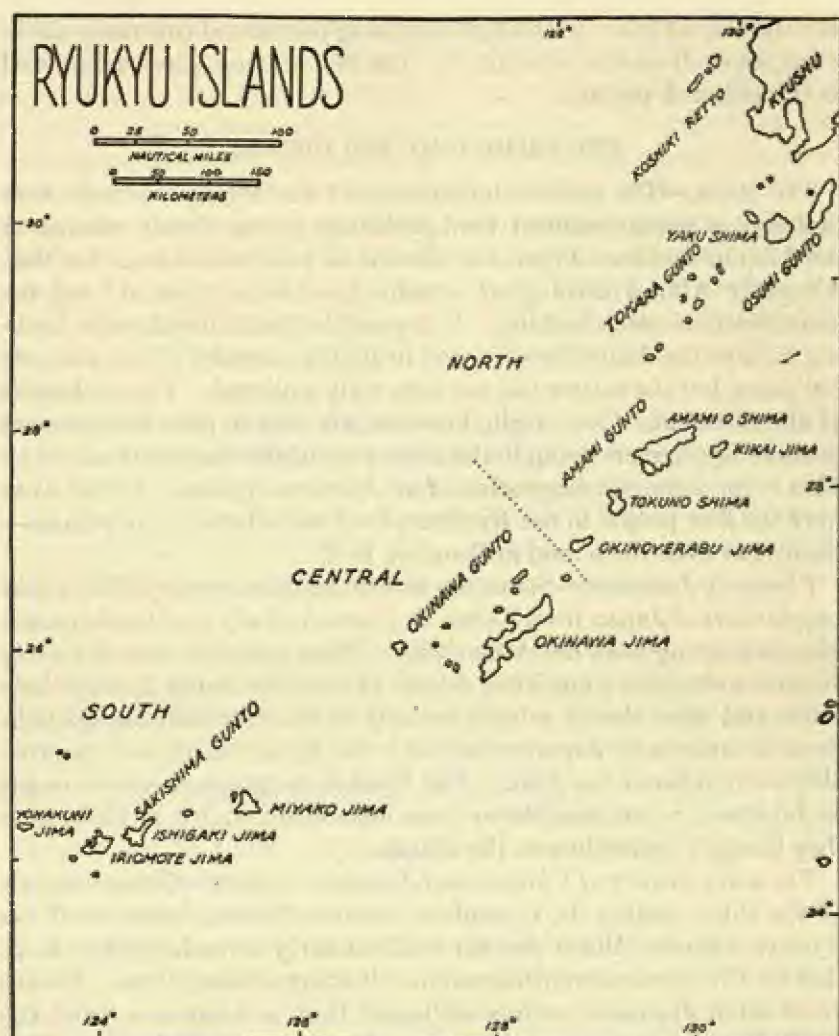 RYUKYU ISLANDS
0 25 50 100
NAUTICAL MILES
0 50 100 150
KILOMETERS
128° 130°
KYUSHU
KOSHIKI RETTO
30°
YAKU SHIMA
OSUMI GUNTO
TOKARA GUNTO
NORTH
AMAMI GUNTO
AMAMI O SHIMA
KIKAI JIMA
28°
28°
TOKUNO SHIMA
OKINOYERABU JIMA
CENTRAL
OKINAWA GUNTO
OKINAWA JIMA
26°
SOUTH
SAKISHIMA GUNTO
MIYAKO JIMA
YONAKUNI
JIMA
ISHIGAKI JIMA
IRIOMOTE JIMA
24°
124° 126° 128° 130°